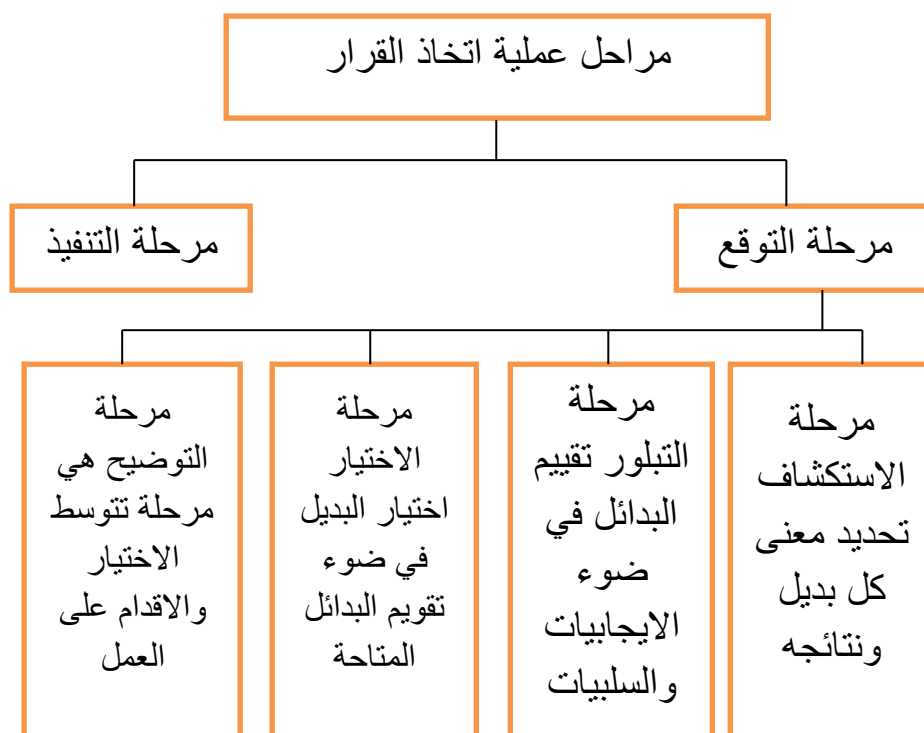 مراحل عملية اتخاذ القرار
مرحلة التوقع
مرحلة التنفيذ
مرحلة
الاستكشاف
تحديد معنى
كل بديل
ونتائجه
مرحلة
التبلور تقييم
البدائل في
ضوء
الايجابيات
والسلبيات
مرحلة
الاختيار
اختيار البديل
في ضوء
تقويم البدائل
المتاحة
مرحلة
التوضيح هي
مرحلة تتوسط
الاختيار
والاقدام على
العمل